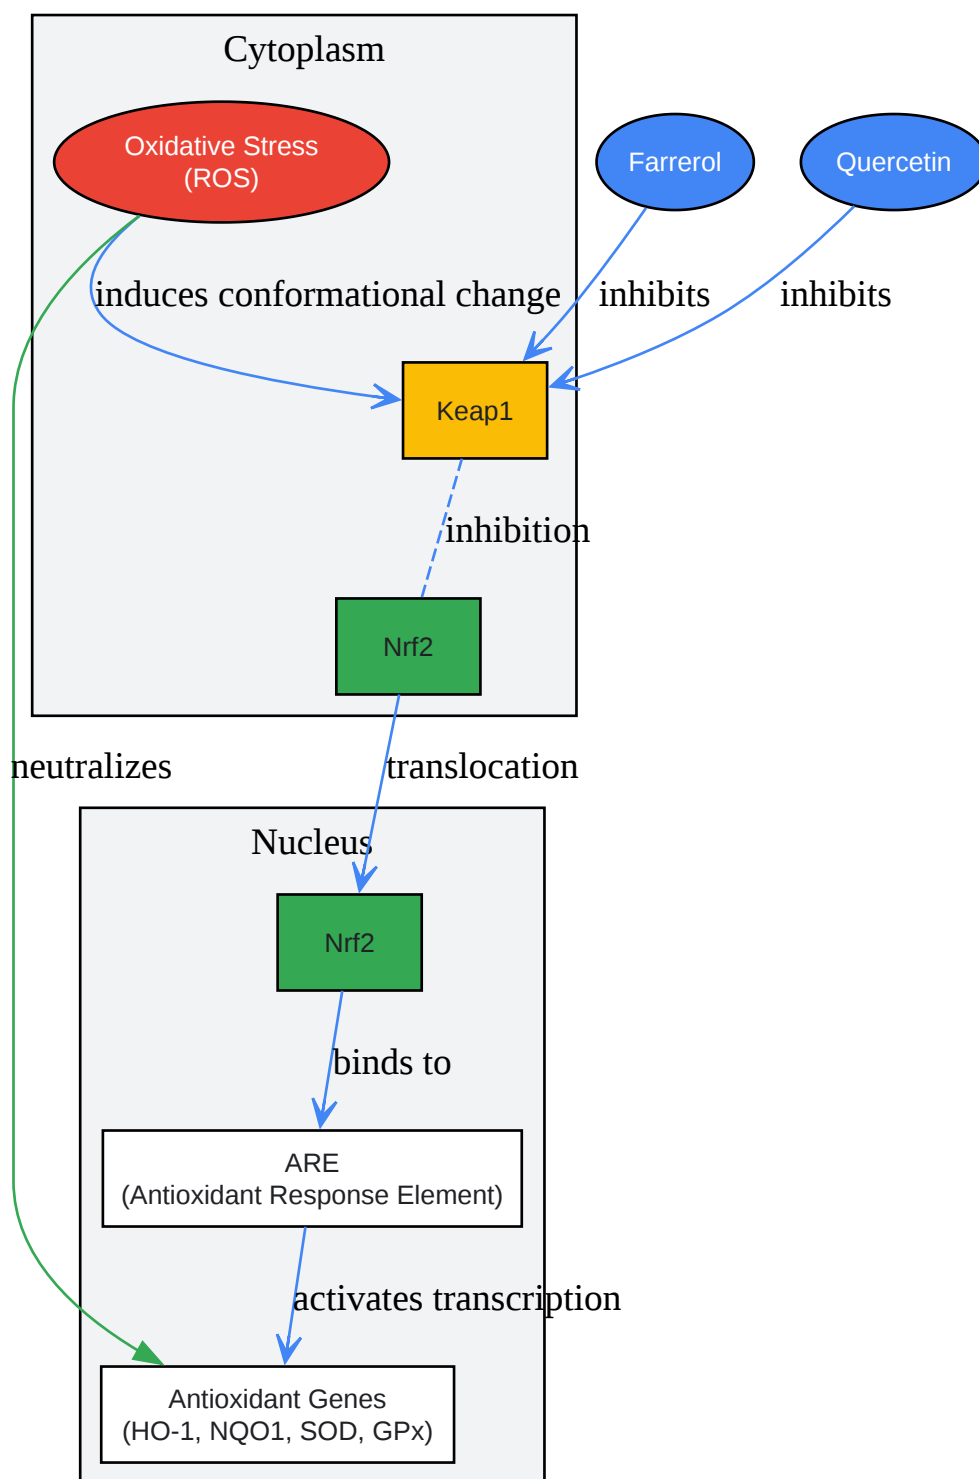 Cytoplasm
Oxidative Stress
(ROS)
Farrerol
Quercetin
induces conformational change
inhibits
inhibits
Keap1
inhibition
Nrf2
neutralizes
translocation
Nucleus
Nrf2
binds to
ARE
(Antioxidant Response Element)
activates transcription
Antioxidant Genes
(HO-1, NQO1, SOD, GPx)